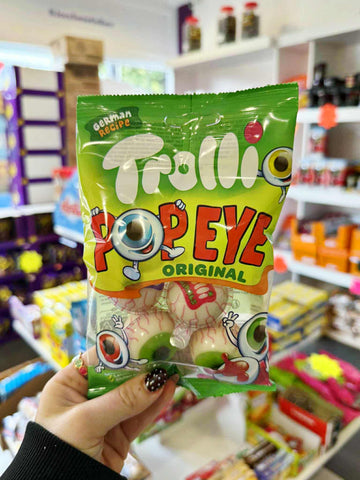 GERMAN
RECIPE
Trolli
POPEYE
ORIGINAL